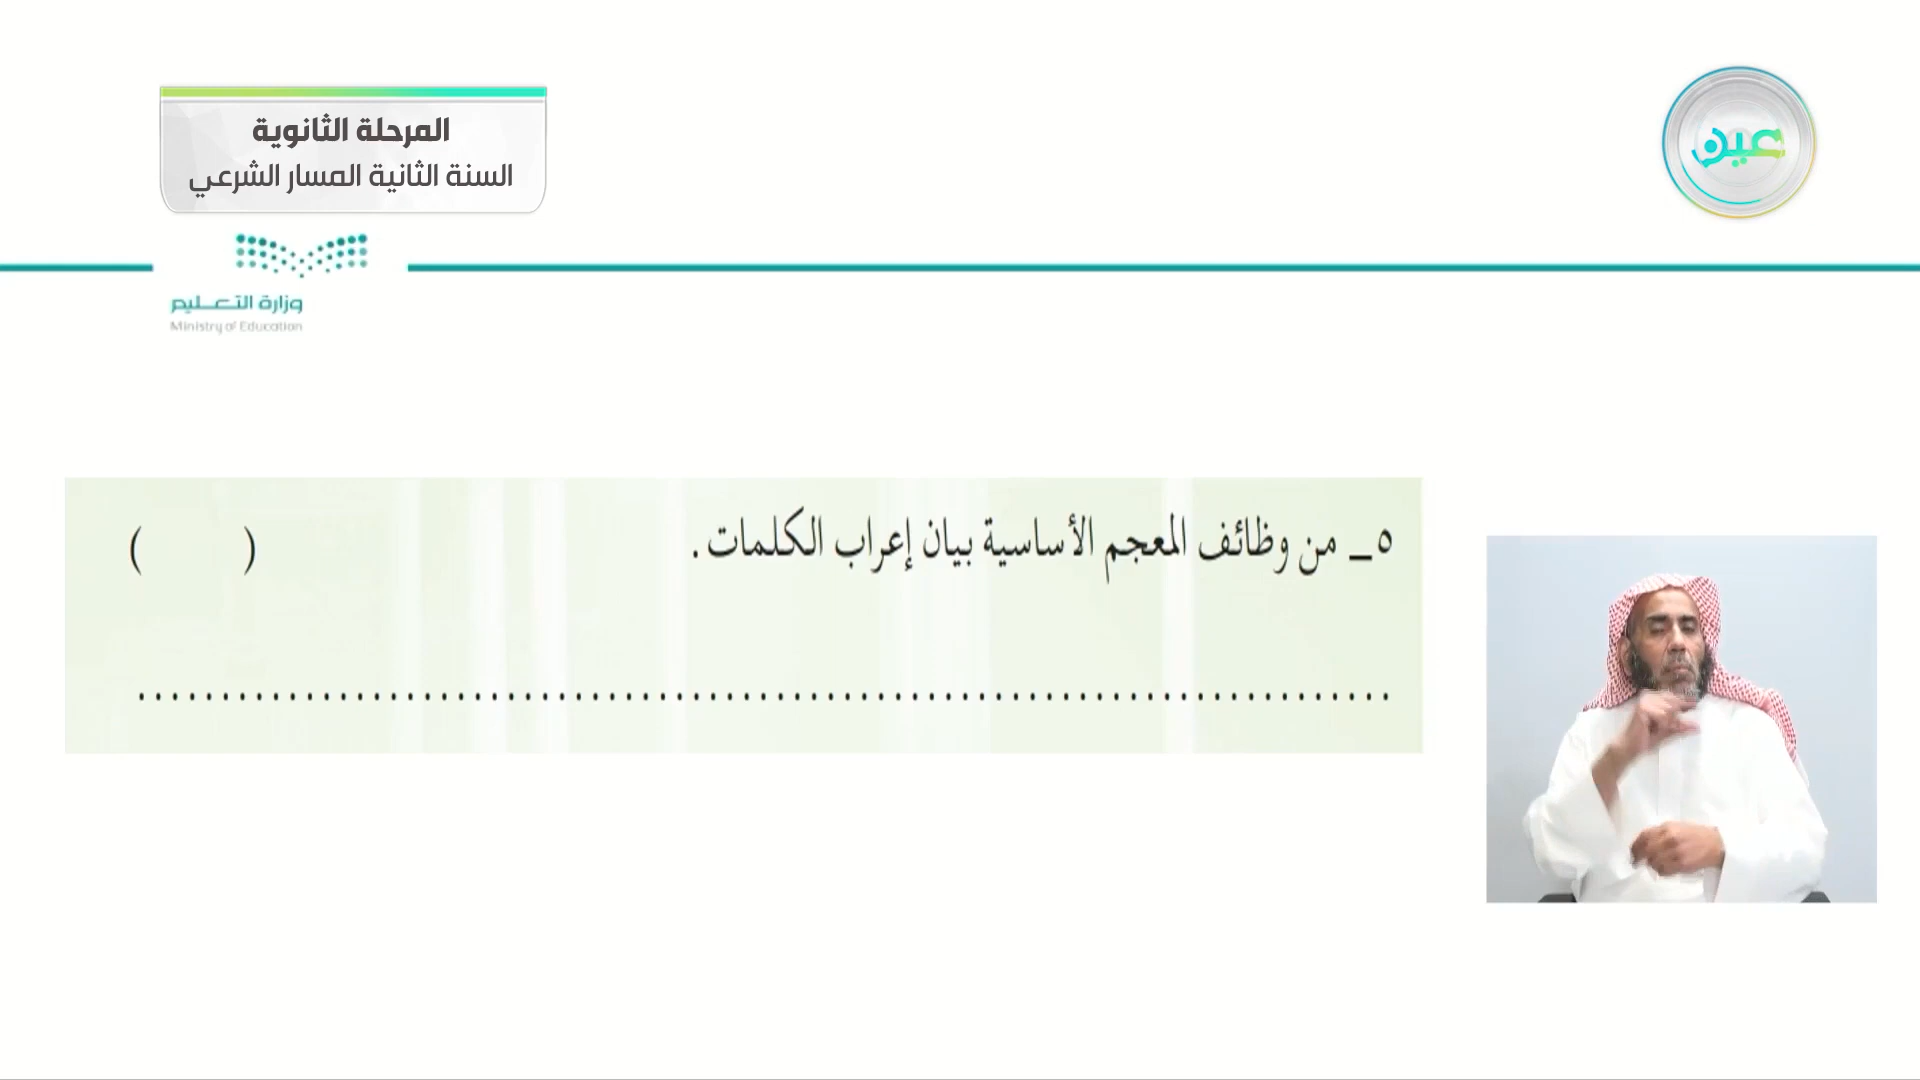 المرحلة الثانوية
السنة الثانية المسار الشرعي
عين
وزارة التعليم
Ministry of Education
٥ـ من وظائف المعجم الأساسية بيان إعراب الكلمات. ( )
................................................................................